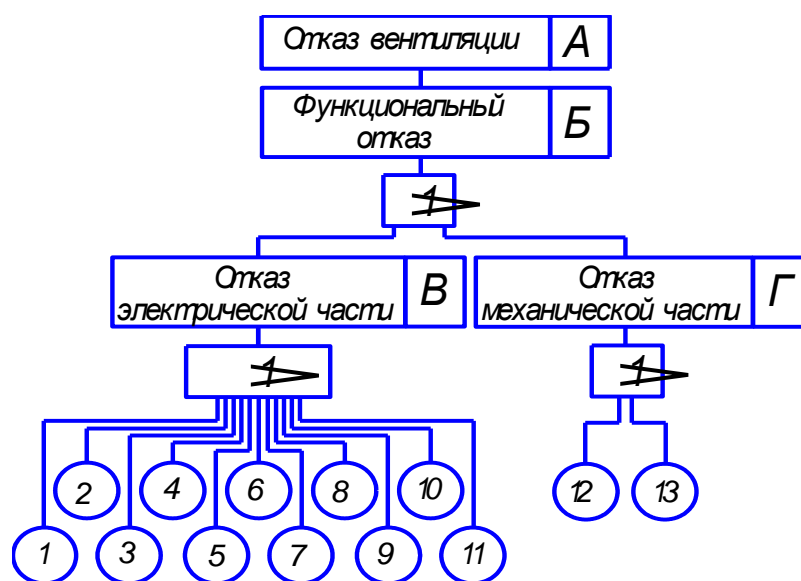 Отказ вентиляции А
Функциональный
отказ
Б
1
Отказ
электрической части
В
Отказ
механической части
Г
1
1
2
4
6
8
10
12
13
1
3
5
7
9
11